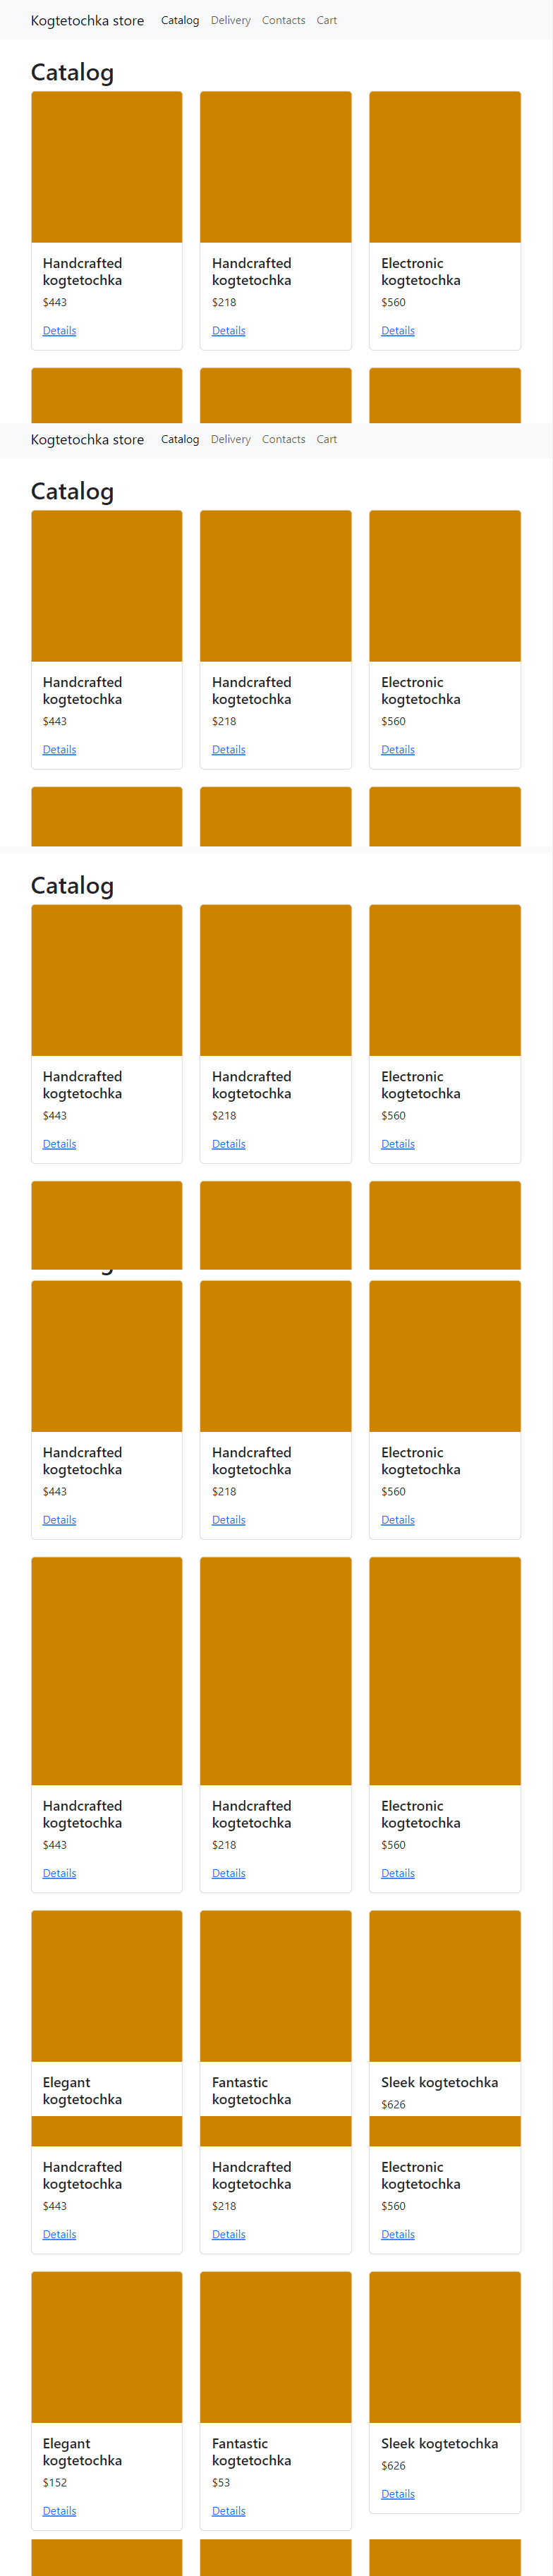 Kogtetochka store Catalog Delivery Contacts Cart
Catalog
Handcrafted kogtetochka
$443
Details
Handcrafted kogtetochka
$218
Details
Electronic kogtetochka
$560
Details
Kogtetochka store Catalog Delivery Contacts Cart
Catalog
Handcrafted kogtetochka
$443
Details
Handcrafted kogtetochka
$218
Details
Electronic kogtetochka
$560
Details
Catalog
Handcrafted kogtetochka
$443
Details
Handcrafted kogtetochka
$218
Details
Electronic kogtetochka
$560
Details
Handcrafted kogtetochka
$443
Details
Handcrafted kogtetochka
$218
Details
Electronic kogtetochka
$560
Details
Handcrafted kogtetochka
$443
Details
Handcrafted kogtetochka
$218
Details
Electronic kogtetochka
$560
Details
Elegant kogtetochka
Fantastic kogtetochka
Sleek kogtetochka
$626
Handcrafted kogtetochka
$443
Details
Handcrafted kogtetochka
$218
Details
Electronic kogtetochka
$560
Details
Elegant kogtetochka
$152
Details
Fantastic kogtetochka
$53
Details
Sleek kogtetochka
$626
Details